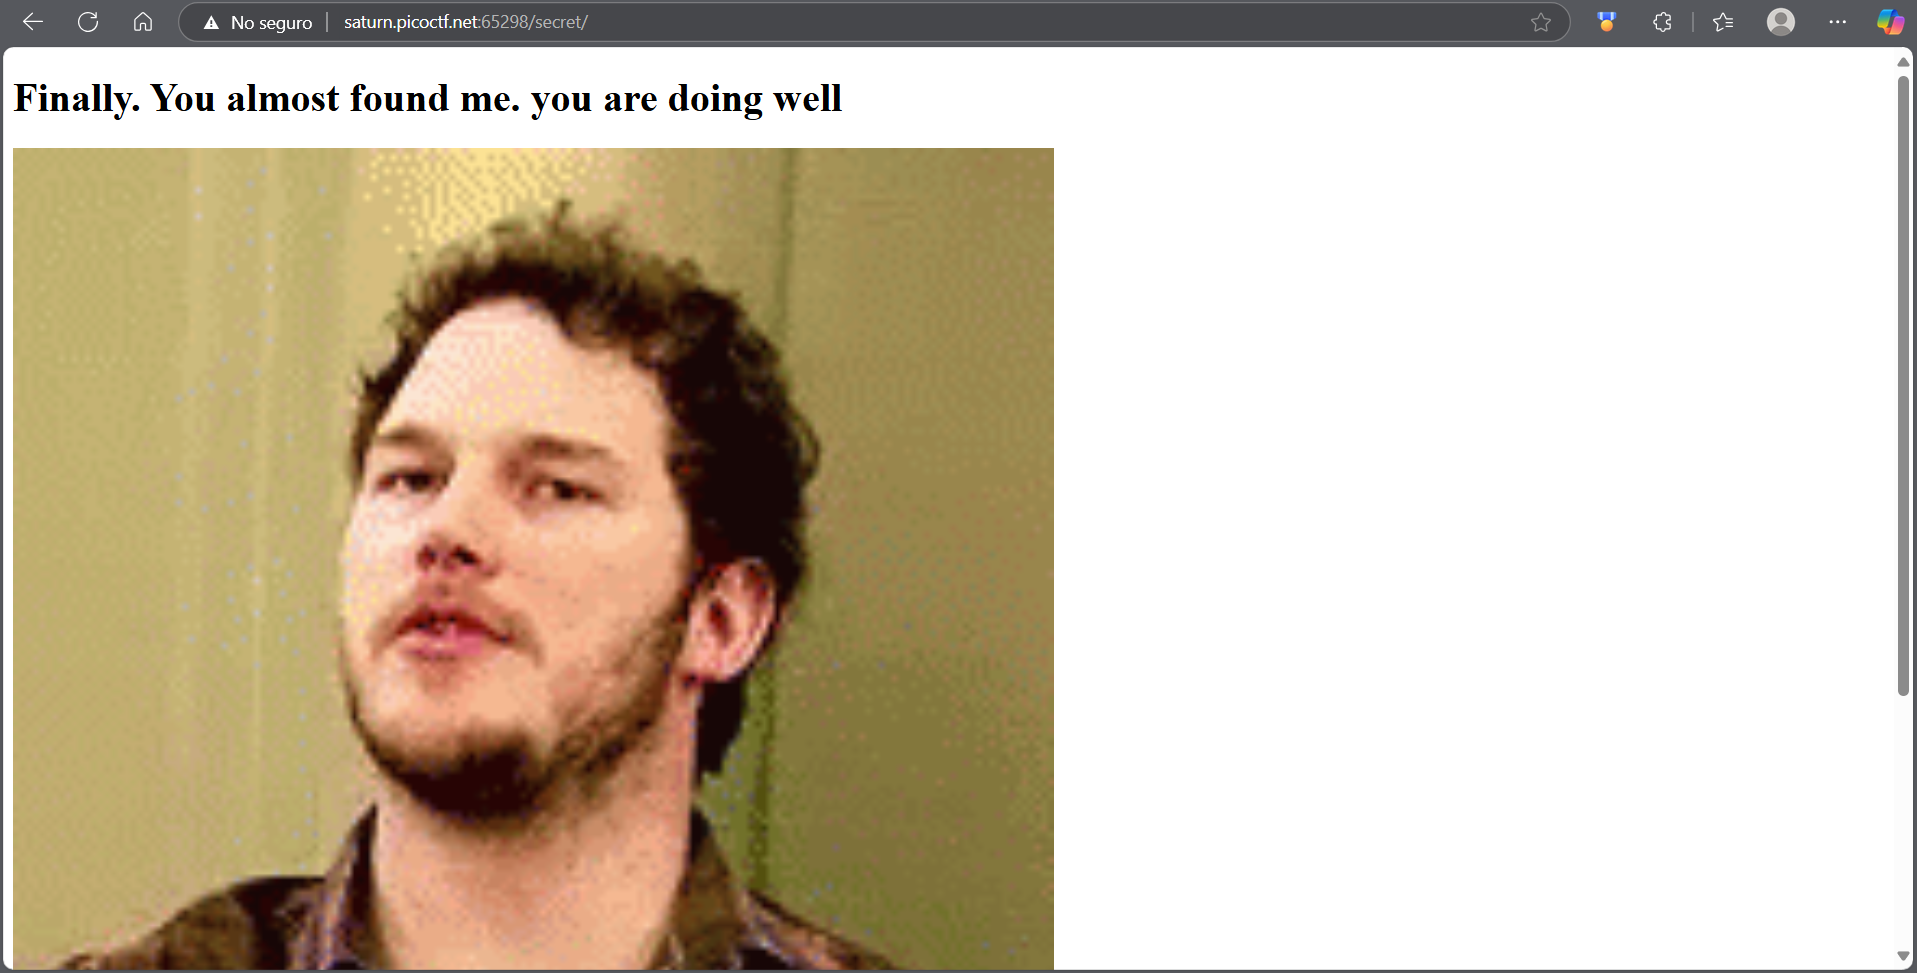 No seguro
saturn.picoctf.net:65298/secret/
Finally. You almost found me. you are doing well